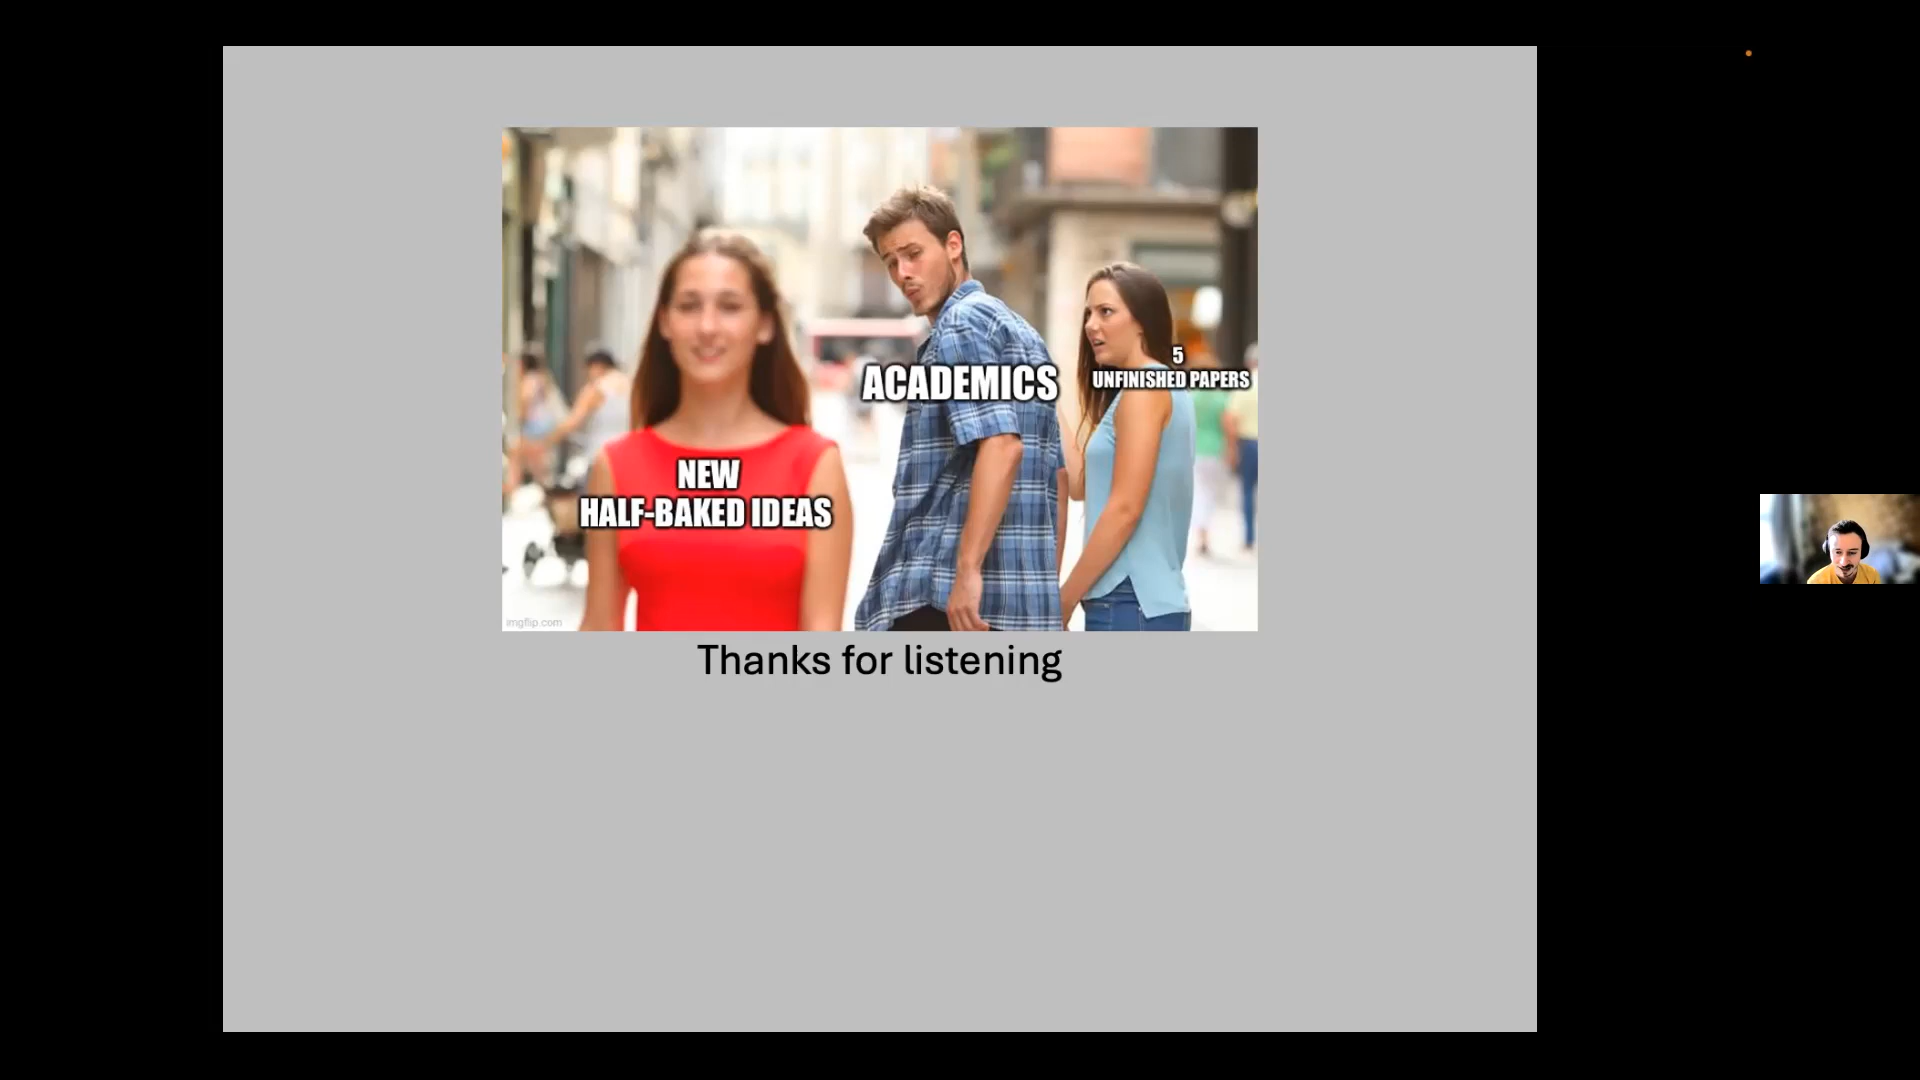 ACADEMICS
5
UNFINISHED PAPERS
NEW
HALF-BAKED IDEAS
imgflip.com
Thanks for listening